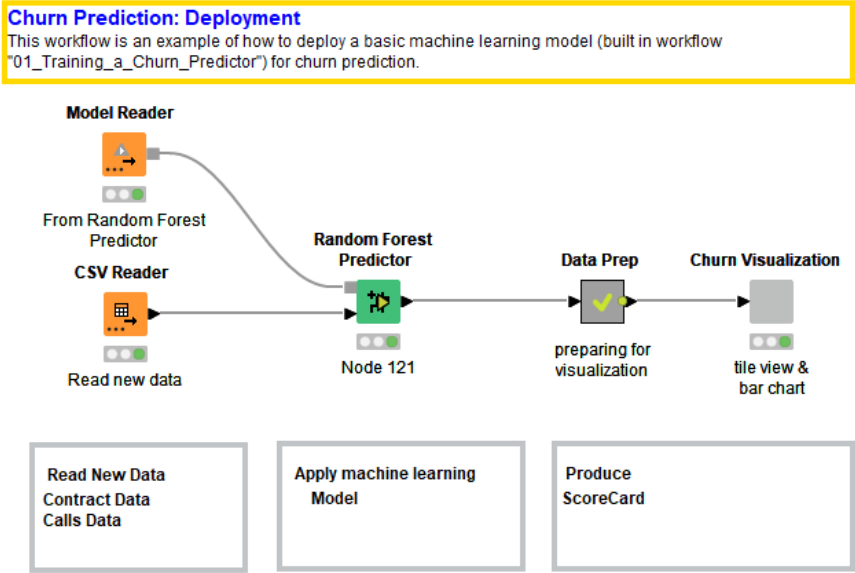 Churn Prediction: Deployment
This workflow is an example of how to deploy a basic machine learning model (built in workflow
"01_Training_a_Churn_Predictor") for churn prediction.
Model Reader
From Random Forest
Predictor
CSV Reader
Read new data
Random Forest
Predictor
Node 121
Data Prep
preparing for
visualization
Churn Visualization
tile view &
bar chart
Read New Data
Contract Data
Calls Data
Apply machine learning
Model
Produce
ScoreCard